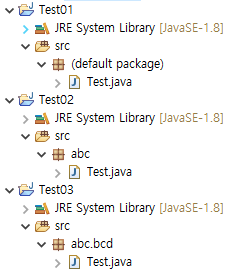 Test01
JRE System Library [JavaSE-1.8]
src
(default package)
Test.java
Test02
JRE System Library [JavaSE-1.8]
src
abc
Test.java
Test03
JRE System Library [JavaSE-1.8]
src
abc.bcd
Test.java